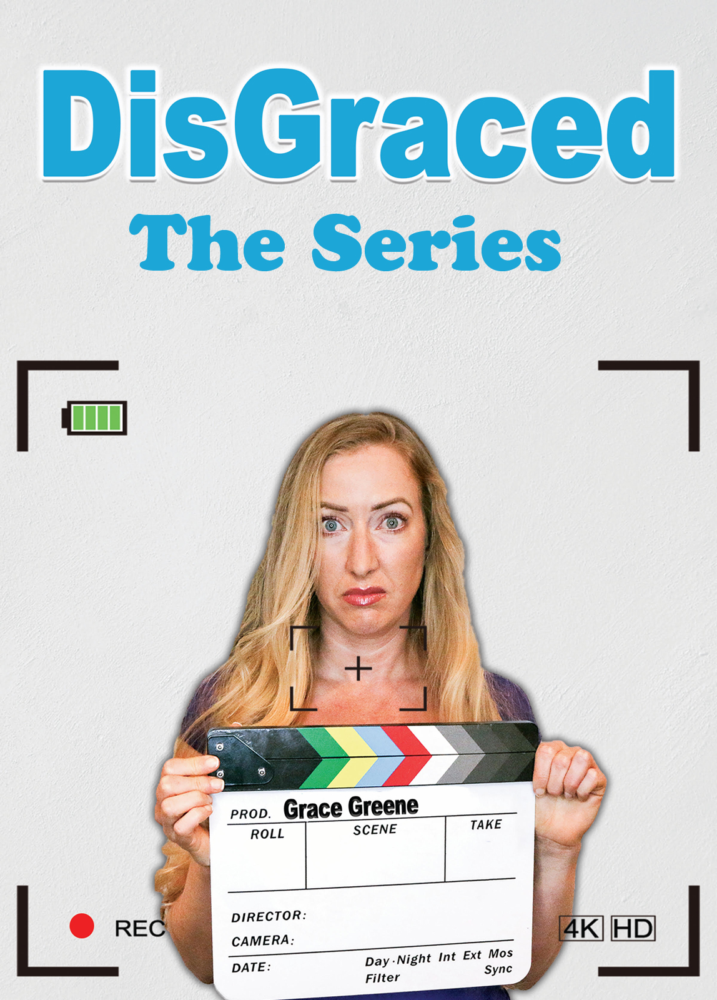 DisGraced
The Series
PROD. Grace Greene
ROLL SCENE TAKE
DIRECTOR:
CAMERA:
DATE: Day·Night Int Ext Mos
Filter Sync
REC
4K HD